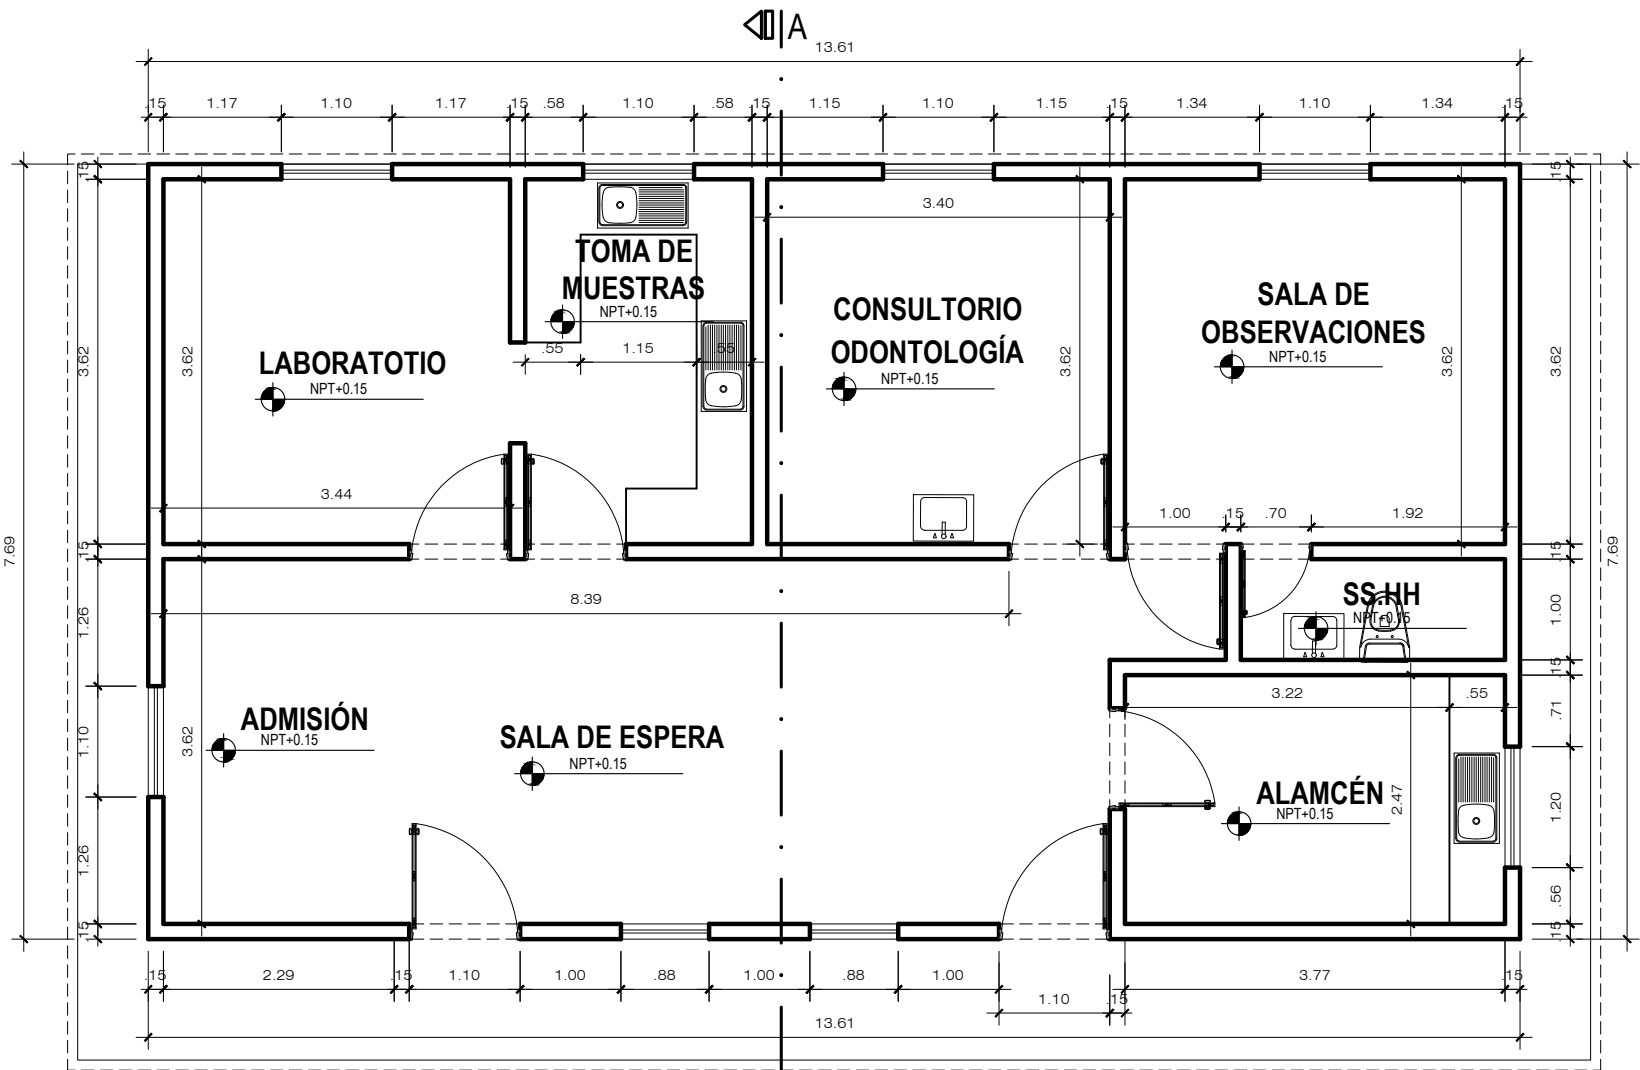 A
13.61
.15 1.17 1.10 1.17 .15 .58 1.10 .58 .15 1.15 1.10 1.15 .15 1.34 1.10 1.34 .15
.15
.15
3.40
TOMA DE
MUESTRAS
NPT+0.15
SALA DE
OBSERVACIONES
NPT+0.15
CONSULTORIO
ODONTOLOGÍA
NPT+0.15
LABORATOTIO
NPT+0.15
3.62
3.62
3.62
3.62
3.62
.55 1.15 .55
3.44
1.00 .15 .70 1.92
7.69
.15
.15
7.69
8.39
SS.HH
NPT+0.15
1.26
1.00
.15
ADMISIÓN
NPT+0.15
SALA DE ESPERA
NPT+0.15
3.22 .55
.71
1.10
3.62
ALAMCÉN
NPT+0.15
2.47
1.20
1.26
.56
.15
.15
.15 2.29 .15 1.10 1.00 .88 1.00 .88 1.00 3.77 .15
1.10 .15
13.61